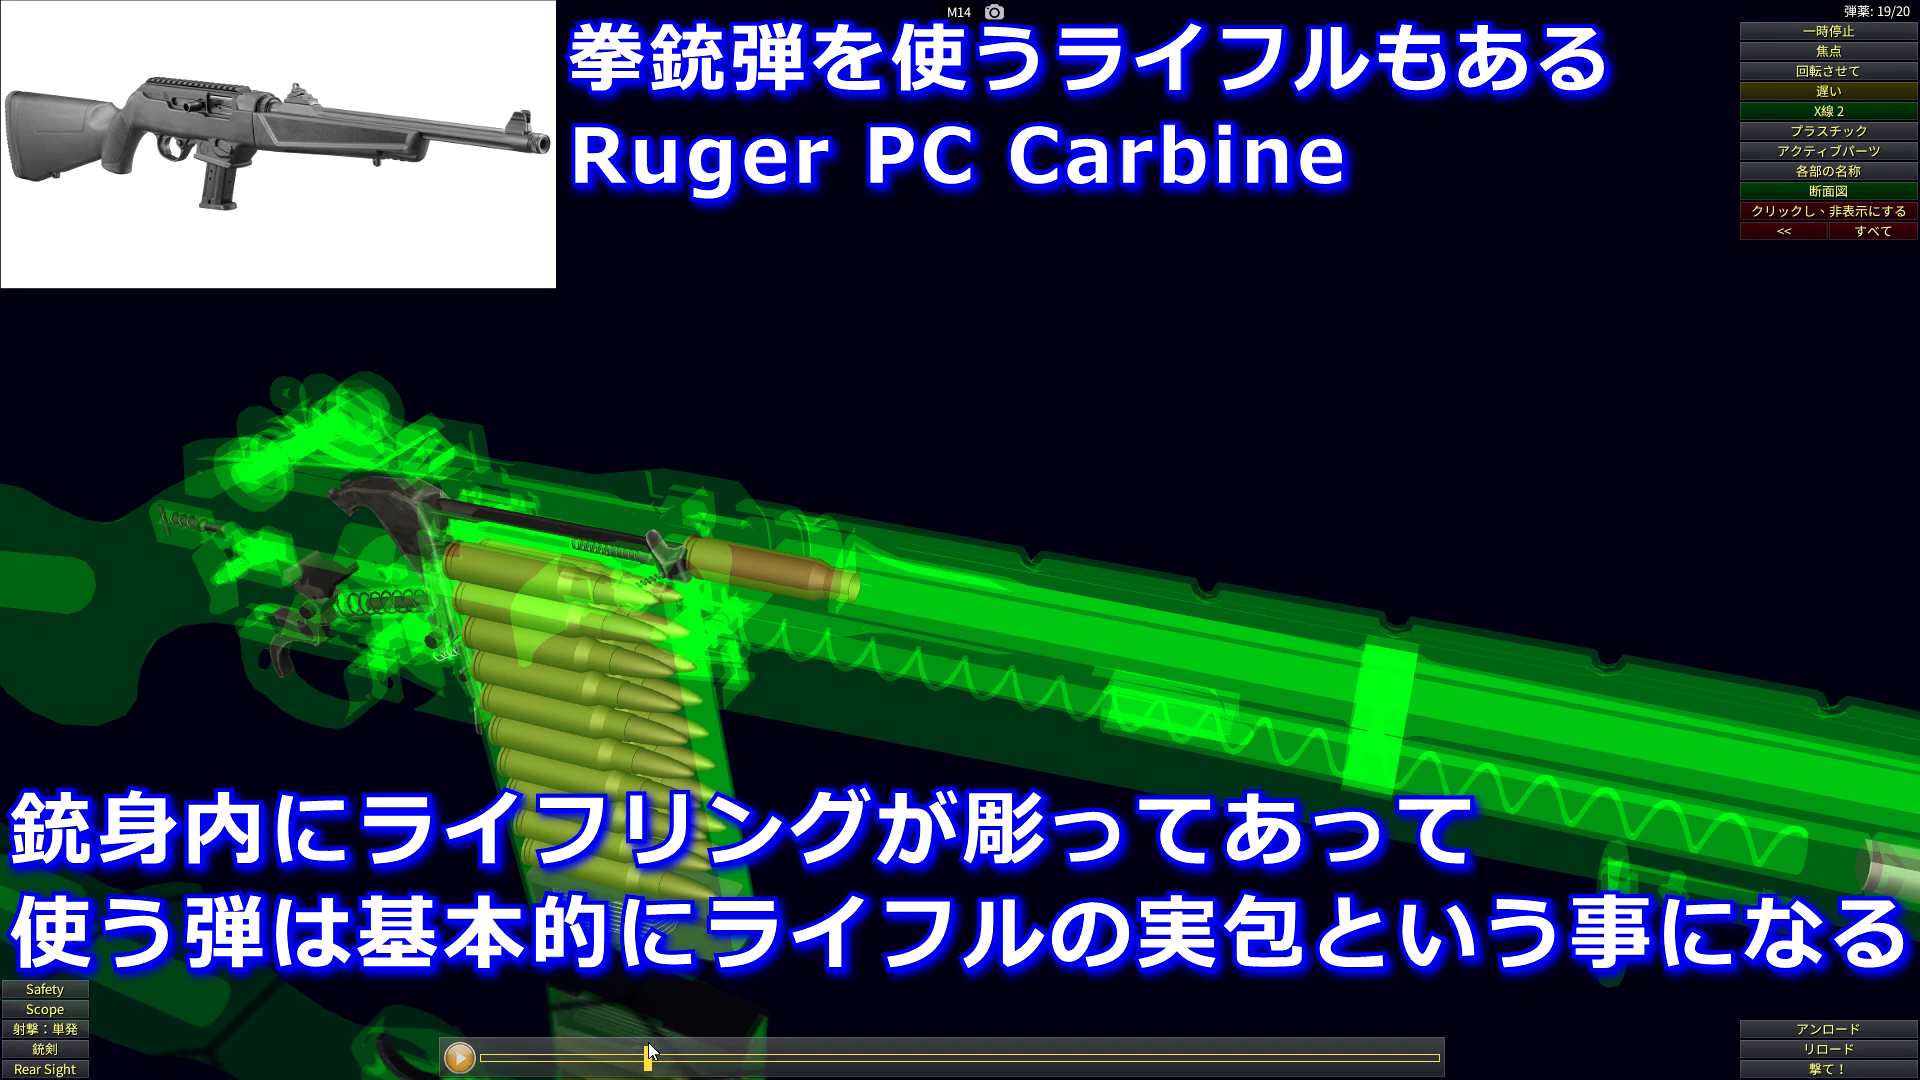 M14
弾薬: 19/20
拳銃弾を使うライフルもある
Ruger PC Carbine
一時停止
焦点
回転させて
遅い
X線 2
プラスチック
アクティブパーツ
各部の名称
断面図
クリックし、非表示にする
<< すべて
銃身内にライフリングが彫ってあって
使う弾は基本的にライフルの実包という事になる
Safety
Scope
射撃：単発
銃剣
Rear Sight
アンロード
リロード
撃て！